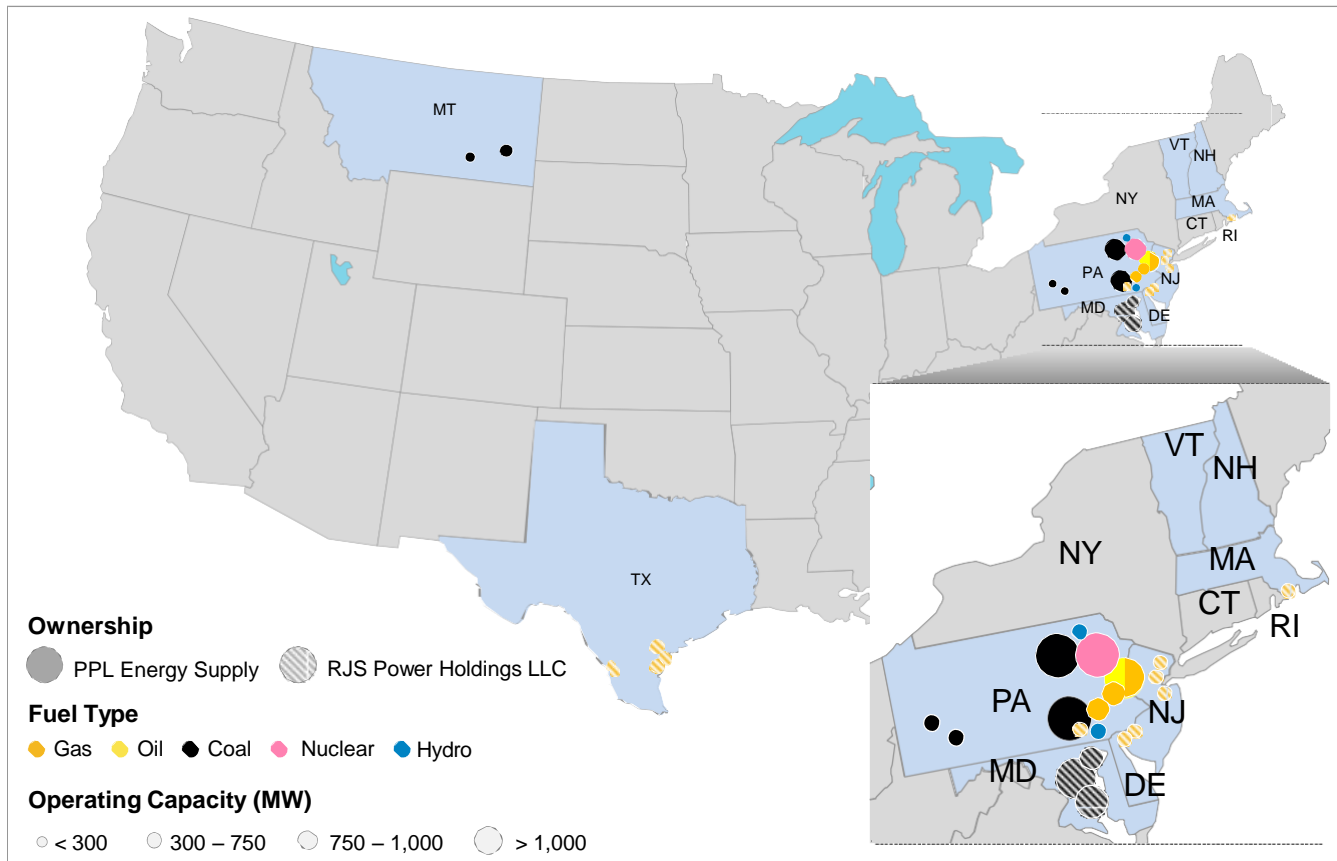 MT
VT
NH
NY
MA
CT
RI
PA
NJ
MD
DE
TX
VT
NH
NY
MA
CT
RI
PA
NJ
MD
DE
Ownership
PPL Energy Supply
RJS Power Holdings LLC
Fuel Type
Gas
Oil
Coal
Nuclear
Hydro
Operating Capacity (MW)
< 300
300 – 750
750 – 1,000
> 1,000